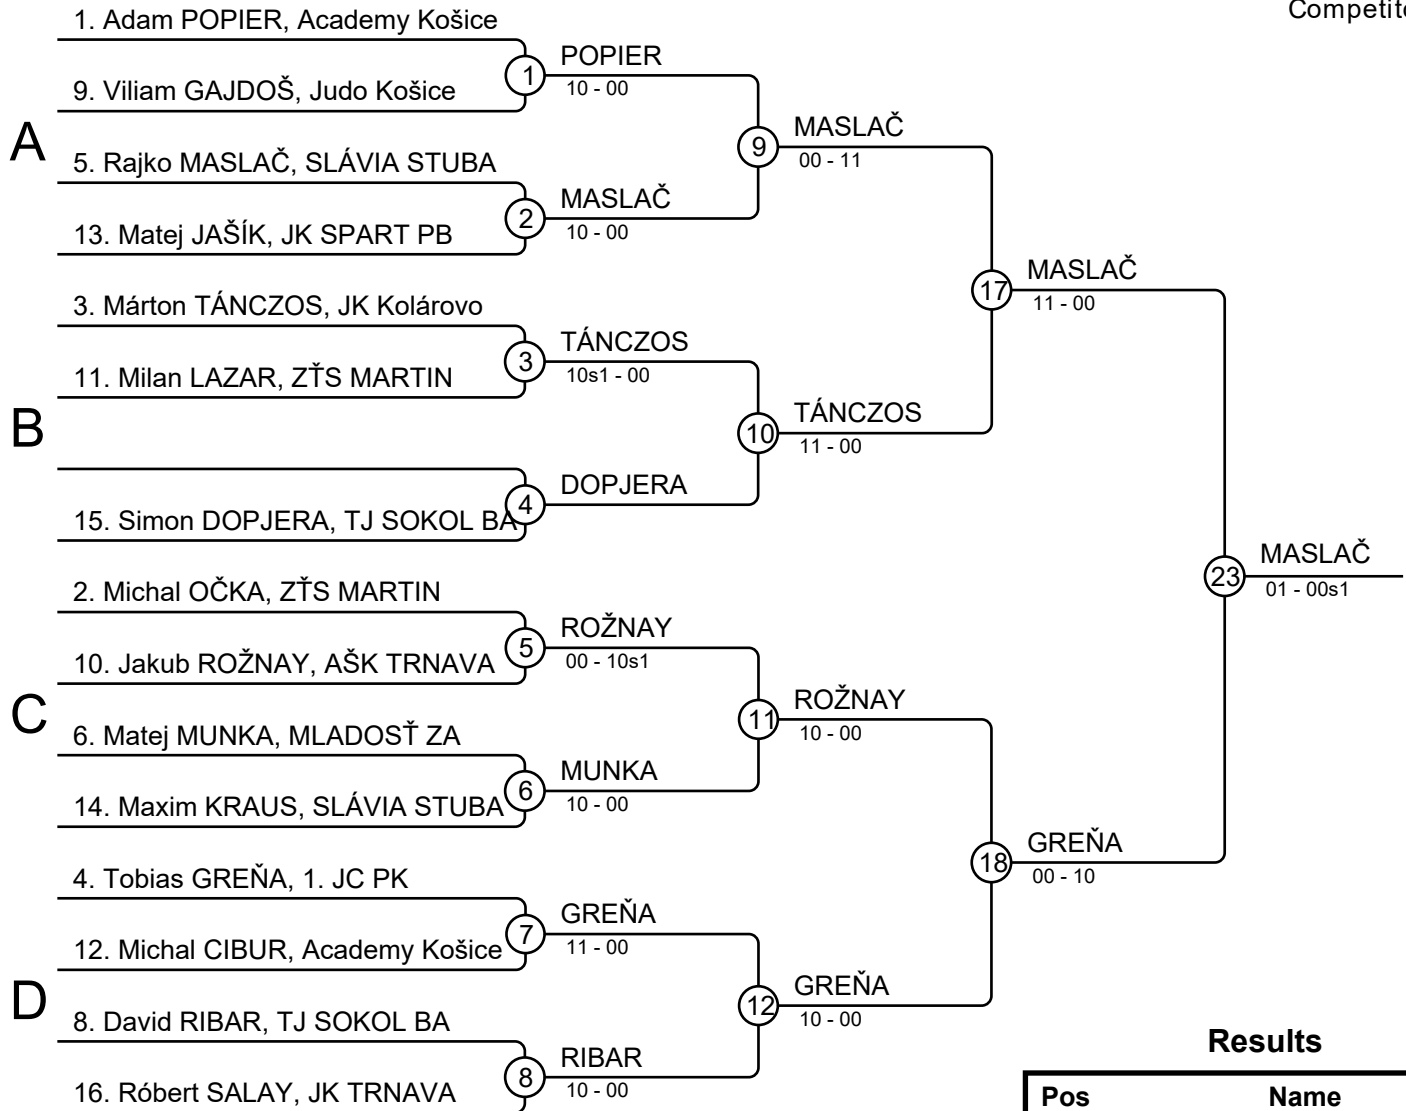 1. Adam POPIER, Academy Košice
Competit
POPIER
1
10 - 00
9. Viliam GAJDOŠ, Judo Košice
A
MASLAČ
9
00 - 11
5. Rajko MASLAČ, SLÁVIA STUBA
MASLAČ
2
10 - 00
13. Matej JAŠÍK, JK SPART PB
MASLAČ
17
11 - 00
3. Márton TÁNCZOS, JK Kolárovo
TÁNCZOS
3
10s1 - 00
11. Milan LAZAR, ZŤS MARTIN
B
TÁNCZOS
10
11 - 00
DOPJERA
4
15. Simon DOPJERA, TJ SOKOL BA
MASLAČ
23
01 - 00s1
2. Michal OČKA, ZŤS MARTIN
ROŽNAY
5
00 - 10s1
10. Jakub ROŽNAY, AŠK TRNAVA
C
ROŽNAY
11
10 - 00
6. Matej MUNKA, MLADOSŤ ZA
MUNKA
6
10 - 00
14. Maxim KRAUS, SLÁVIA STUBA
GREŇA
18
00 - 10
4. Tobias GREŇA, 1. JC PK
GREŇA
7
11 - 00
12. Michal CIBUR, Academy Košice
D
GREŇA
12
10 - 00
8. David RIBAR, TJ SOKOL BA
Results
RIBAR
8
10 - 00
16. Róbert SALAY, JK TRNAVA
Pos Name